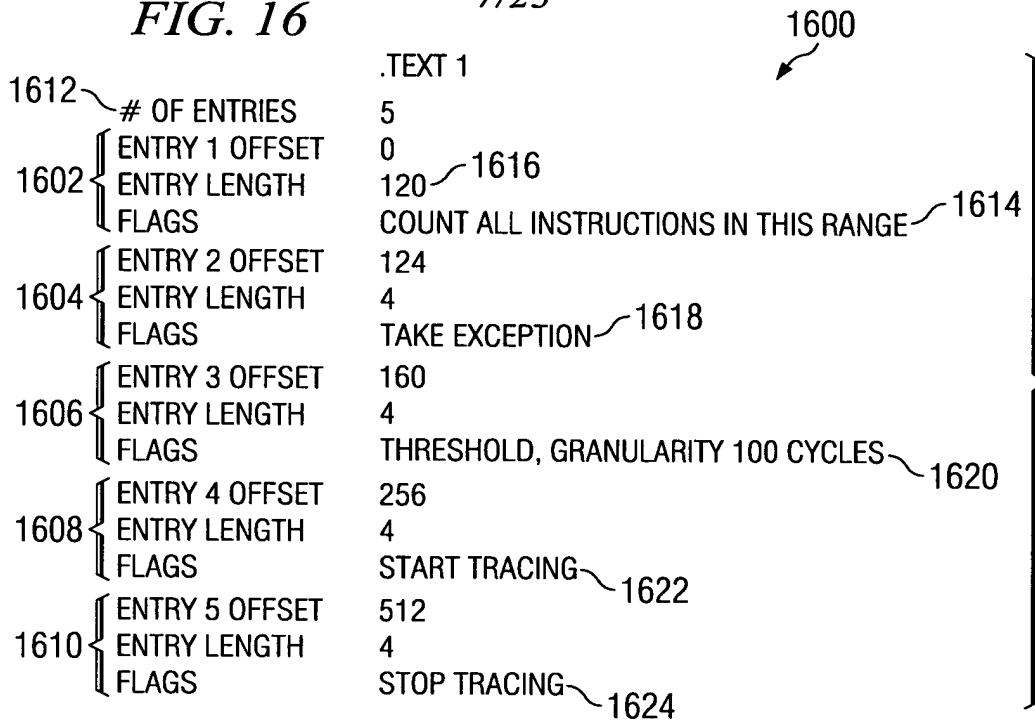 FIG. 16
1600
.TEXT 1
1612 # OF ENTRIES 5
ENTRY 1 OFFSET 0
1602 ENTRY LENGTH 120 1616
FLAGS COUNT ALL INSTRUCTIONS IN THIS RANGE 1614
ENTRY 2 OFFSET 124
1604 ENTRY LENGTH 4
FLAGS TAKE EXCEPTION 1618
ENTRY 3 OFFSET 160
1606 ENTRY LENGTH 4
FLAGS THRESHOLD, GRANULARITY 100 CYCLES 1620
ENTRY 4 OFFSET 256
1608 ENTRY LENGTH 4
FLAGS START TRACING 1622
ENTRY 5 OFFSET 512
1610 ENTRY LENGTH 4
FLAGS STOP TRACING 1624